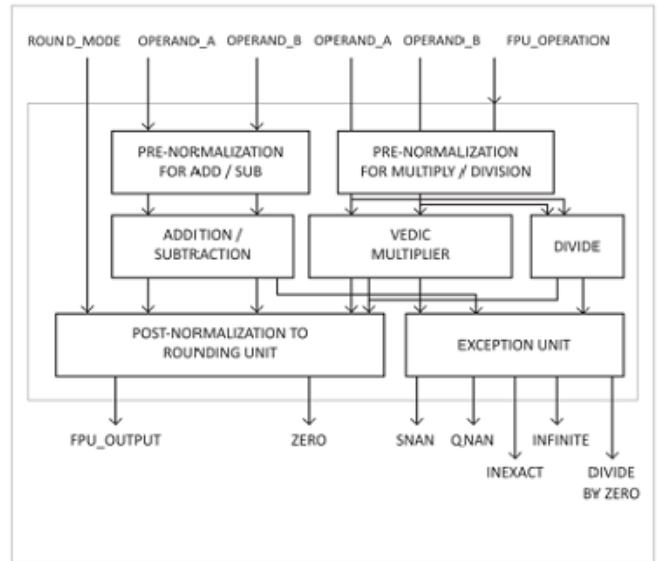 ROUND_MODE OPERAND_A OPERAND_B OPERAND_A OPERAND_B FPU_OPERATION
PRE-NORMALIZATION
FOR ADD / SUB
PRE-NORMALIZATION
FOR MULTIPLY / DIVISION
ADDITION /
SUBTRACTION
VEDIC
MULTIPLIER
DIVIDE
POST-NORMALIZATION TO
ROUNDING UNIT
EXCEPTION UNIT
FPU_OUTPUT ZERO SNAN QNAN INFINITE
INEXACT DIVIDE
BY ZERO